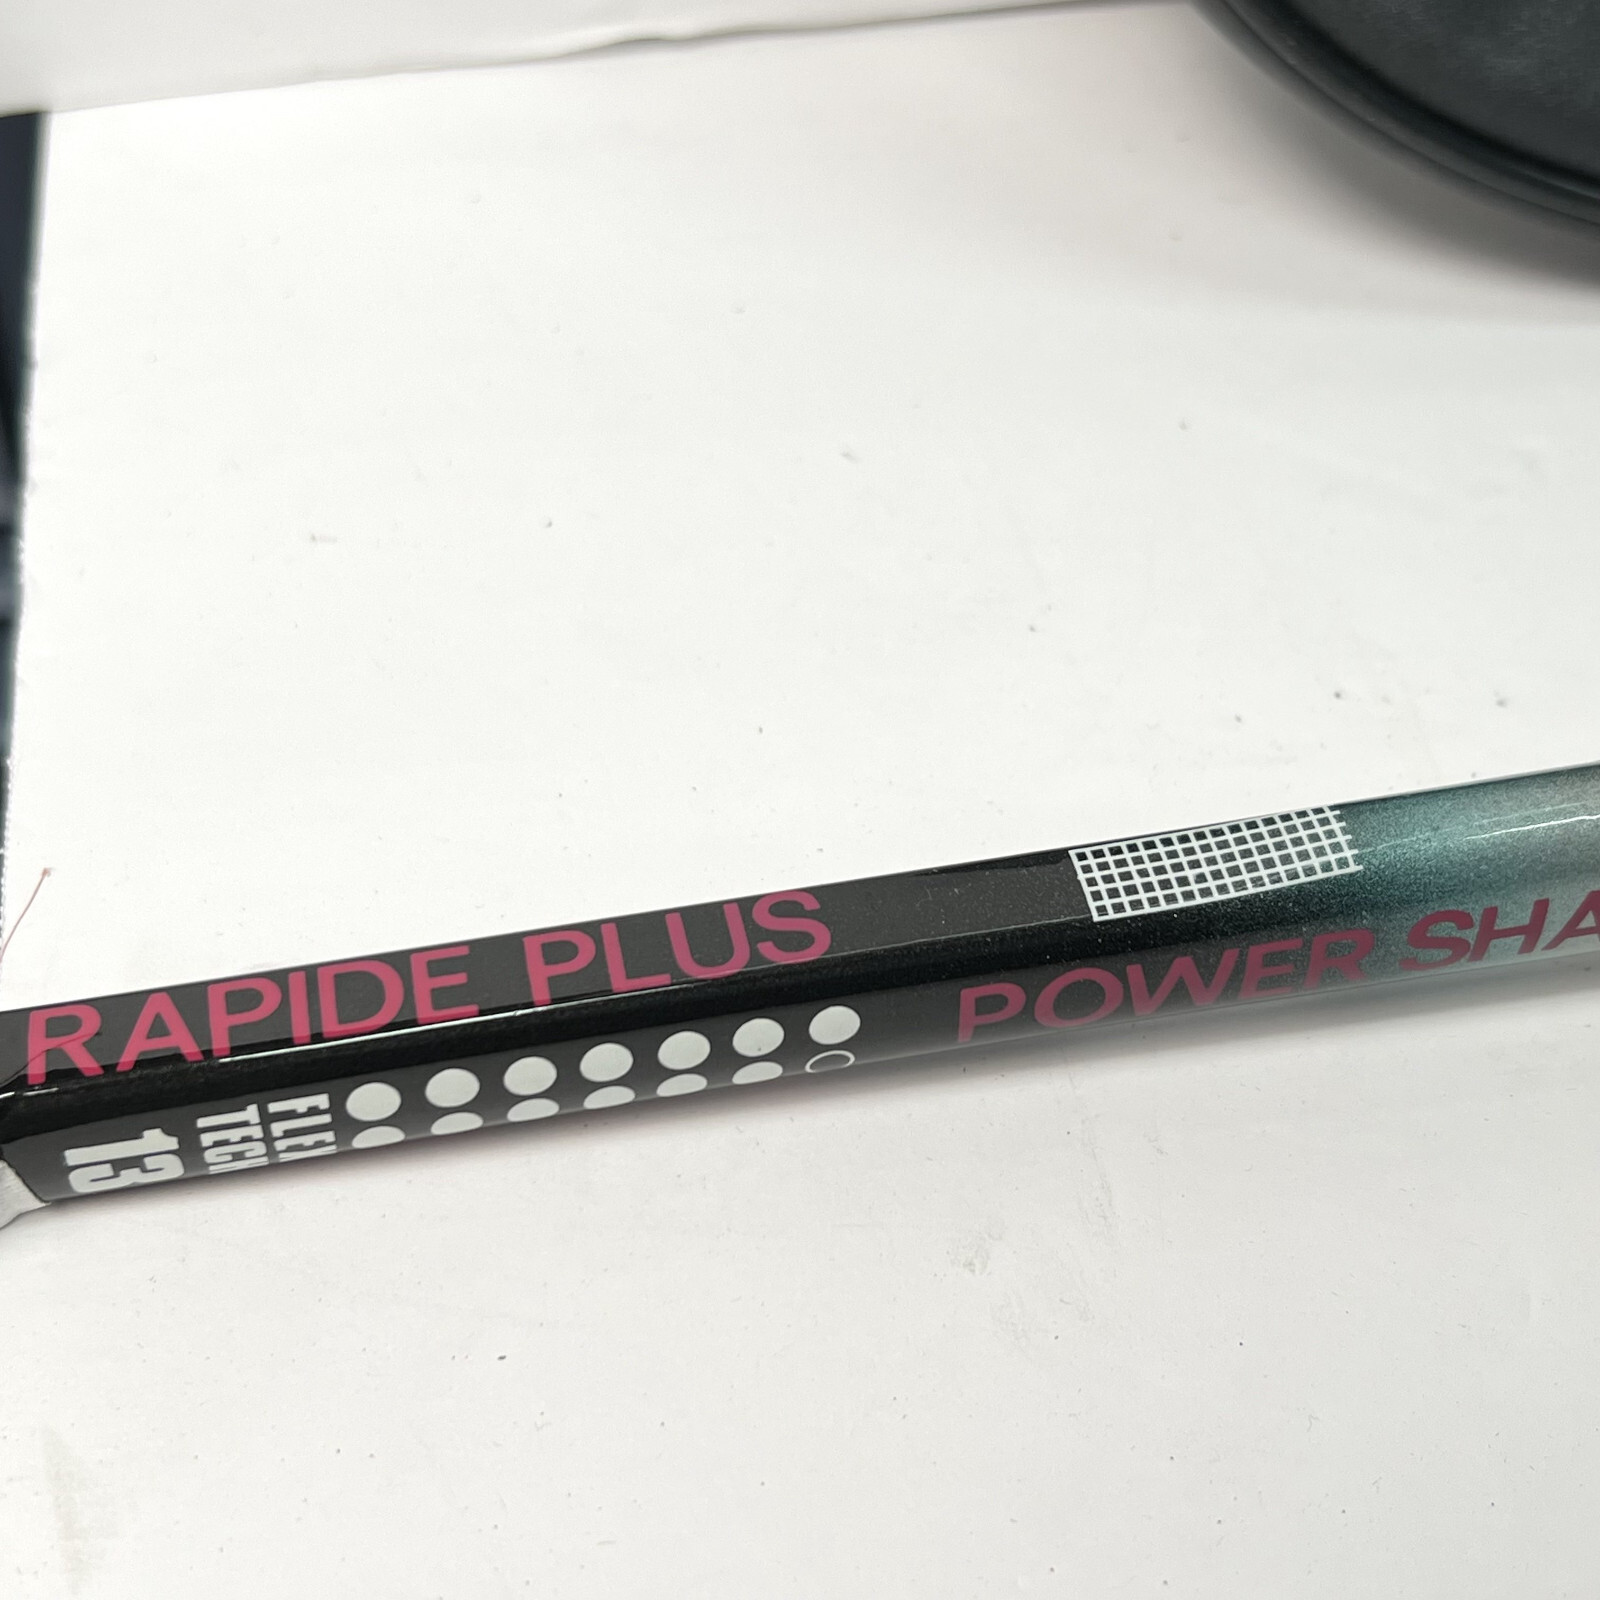 RAPIDE PLUS
POWER SHA
FLEX
TECH
13